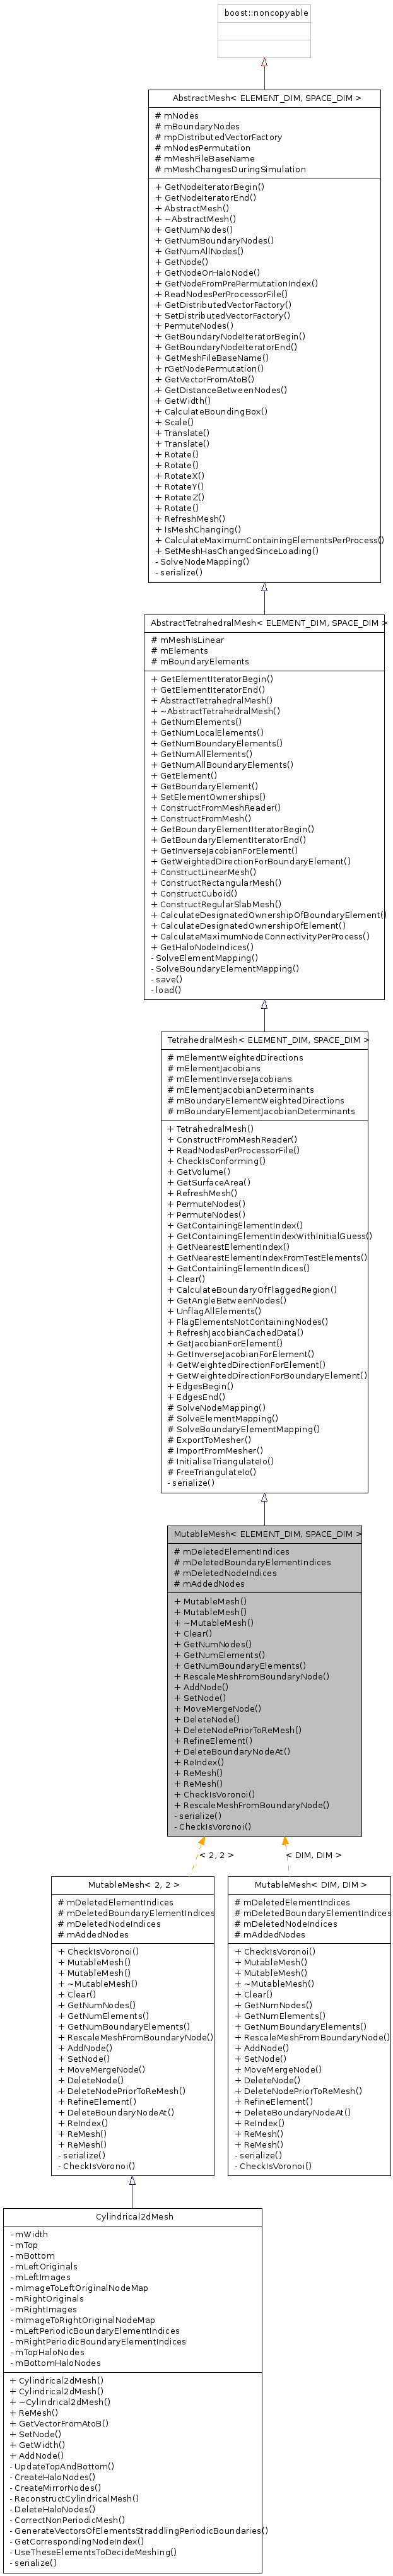 boost::noncopyable
AbstractMesh< ELEMENT_DIM, SPACE_DIM >
# mNodes
# mBoundaryNodes
# mpDistributedVectorFactory
# mNodesPermutation
# mMeshFileBaseName
# mMeshChangesDuringSimulation
+ GetNodeIteratorBegin()
+ GetNodeIteratorEnd()
+ AbstractMesh()
+ ~AbstractMesh()
+ GetNumNodes()
+ GetNumBoundaryNodes()
+ GetNumAllNodes()
+ GetNode()
+ GetNodeOrHaloNode()
+ GetNodeFromPrePermutationIndex()
+ ReadNodesPerProcessorFile()
+ GetDistributedVectorFactory()
+ SetDistributedVectorFactory()
+ PermuteNodes()
+ GetBoundaryNodeIteratorBegin()
+ GetBoundaryNodeIteratorEnd()
+ GetMeshFileBaseName()
+ rGetNodePermutation()
+ GetVectorFromAtoB()
+ GetDistanceBetweenNodes()
+ GetWidth()
+ CalculateBoundingBox()
+ Scale()
+ Translate()
+ Translate()
+ Rotate()
+ Rotate()
+ RotateX()
+ RotateY()
+ RotateZ()
+ Rotate()
+ RefreshMesh()
+ IsMeshChanging()
+ CalculateMaximumContainingElementsPerProcess()
+ SetMeshHasChangedSinceLoading()
- SolveNodeMapping()
- serialize()
AbstractTetrahedralMesh< ELEMENT_DIM, SPACE_DIM >
# mMeshIsLinear
# mElements
# mBoundaryElements
+ GetElementIteratorBegin()
+ GetElementIteratorEnd()
+ AbstractTetrahedralMesh()
+ ~AbstractTetrahedralMesh()
+ GetNumElements()
+ GetNumLocalElements()
+ GetNumBoundaryElements()
+ GetNumAllElements()
+ GetNumAllBoundaryElements()
+ GetElement()
+ GetBoundaryElement()
+ SetElementOwnerships()
+ ConstructFromMeshReader()
+ ConstructFromMesh()
+ GetBoundaryElementIteratorBegin()
+ GetBoundaryElementIteratorEnd()
+ GetInverseJacobianForElement()
+ GetWeightedDirectionForBoundaryElement()
+ ConstructLinearMesh()
+ ConstructRectangularMesh()
+ ConstructCuboid()
+ ConstructRegularSlabMesh()
+ CalculateDesignatedOwnershipOfBoundaryElement()
+ CalculateDesignatedOwnershipOfElement()
+ CalculateMaximumNodeConnectivityPerProcess()
+ GetHaloNodeIndices()
- SolveElementMapping()
- SolveBoundaryElementMapping()
- save()
- load()
TetrahedralMesh< ELEMENT_DIM, SPACE_DIM >
# mElementWeightedDirections
# mElementJacobians
# mElementInverseJacobians
# mElementJacobianDeterminants
# mBoundaryElementWeightedDirections
# mBoundaryElementJacobianDeterminants
+ TetrahedralMesh()
+ ConstructFromMeshReader()
+ ReadNodesPerProcessorFile()
+ CheckIsConforming()
+ GetVolume()
+ GetSurfaceArea()
+ RefreshMesh()
+ PermuteNodes()
+ PermuteNodes()
+ GetContainingElementIndex()
+ GetContainingElementIndexWithInitialGuess()
+ GetNearestElementIndex()
+ GetNearestElementIndexFromTestElements()
+ GetContainingElementIndices()
+ Clear()
+ CalculateBoundaryOfFlaggedRegion()
+ GetAngleBetweenNodes()
+ UnflagAllElements()
+ FlagElementsNotContainingNodes()
+ RefreshJacobianCachedData()
+ GetJacobianForElement()
+ GetInverseJacobianForElement()
+ GetWeightedDirectionForElement()
+ GetWeightedDirectionForBoundaryElement()
+ EdgesBegin()
+ EdgesEnd()
# SolveNodeMapping()
# SolveElementMapping()
# SolveBoundaryElementMapping()
# ExportToMesher()
# ImportFromMesher()
# InitialiseTriangulateIo()
# FreeTriangulateIo()
- serialize()
MutableMesh< ELEMENT_DIM, SPACE_DIM >
# mDeletedElementIndices
# mDeletedBoundaryElementIndices
# mDeletedNodeIndices
# mAddedNodes
+ MutableMesh()
+ MutableMesh()
+ ~MutableMesh()
+ Clear()
+ GetNumNodes()
+ GetNumElements()
+ GetNumBoundaryElements()
+ RescaleMeshFromBoundaryNode()
+ AddNode()
+ SetNode()
+ MoveMergeNode()
+ DeleteNode()
+ DeleteNodePriorToReMesh()
+ RefineElement()
+ DeleteBoundaryNodeAt()
+ ReIndex()
+ ReMesh()
+ ReMesh()
+ CheckIsVoronoi()
+ RescaleMeshFromBoundaryNode()
- serialize()
- CheckIsVoronoi()
< 2, 2 >
< DIM, DIM >
MutableMesh< 2, 2 >
# mDeletedElementIndices
# mDeletedBoundaryElementIndices
# mDeletedNodeIndices
# mAddedNodes
+ CheckIsVoronoi()
+ MutableMesh()
+ MutableMesh()
+ ~MutableMesh()
+ Clear()
+ GetNumNodes()
+ GetNumElements()
+ GetNumBoundaryElements()
+ RescaleMeshFromBoundaryNode()
+ AddNode()
+ SetNode()
+ MoveMergeNode()
+ DeleteNode()
+ DeleteNodePriorToReMesh()
+ RefineElement()
+ DeleteBoundaryNodeAt()
+ ReIndex()
+ ReMesh()
+ ReMesh()
- serialize()
- CheckIsVoronoi()
MutableMesh< DIM, DIM >
# mDeletedElementIndices
# mDeletedBoundaryElementIndices
# mDeletedNodeIndices
# mAddedNodes
+ CheckIsVoronoi()
+ MutableMesh()
+ MutableMesh()
+ ~MutableMesh()
+ Clear()
+ GetNumNodes()
+ GetNumElements()
+ GetNumBoundaryElements()
+ RescaleMeshFromBoundaryNode()
+ AddNode()
+ SetNode()
+ MoveMergeNode()
+ DeleteNode()
+ DeleteNodePriorToReMesh()
+ RefineElement()
+ DeleteBoundaryNodeAt()
+ ReIndex()
+ ReMesh()
+ ReMesh()
- serialize()
- CheckIsVoronoi()
Cylindrical2dMesh
- mWidth
- mTop
- mBottom
- mLeftOriginals
- mLeftImages
- mImageToLeftOriginalNodeMap
- mRightOriginals
- mRightImages
- mImageToRightOriginalNodeMap
- mLeftPeriodicBoundaryElementIndices
- mRightPeriodicBoundaryElementIndices
- mTopHaloNodes
- mBottomHaloNodes
+ Cylindrical2dMesh()
+ Cylindrical2dMesh()
+ ~Cylindrical2dMesh()
+ ReMesh()
+ GetVectorFromAtoB()
+ SetNode()
+ GetWidth()
+ AddNode()
- UpdateTopAndBottom()
- CreateHaloNodes()
- CreateMirrorNodes()
- ReconstructCylindricalMesh()
- DeleteHaloNodes()
- CorrectNonPeriodicMesh()
- GenerateVectorsOfElementsStraddlingPeriodicBoundaries()
- GetCorrespondingNodeIndex()
- UseTheseElementsToDecideMeshing()
- serialize()